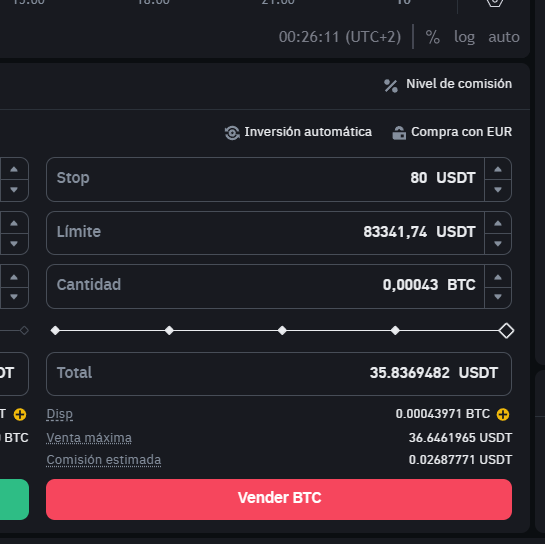 15:00 18:00 21:00 10
00:26:11 (UTC+2) % log auto
Nivel de comisión
Inversión automática Compra con EUR
Stop 80 USDT
Límite 83341,74 USDT
Cantidad 0,00043 BTC
DT Total 35.8369482 USDT
T Disp 0.00043971 BTC
BTC Venta máxima 36.6461965 USDT
Comisión estimada 0.02687771 USDT
Vender BTC